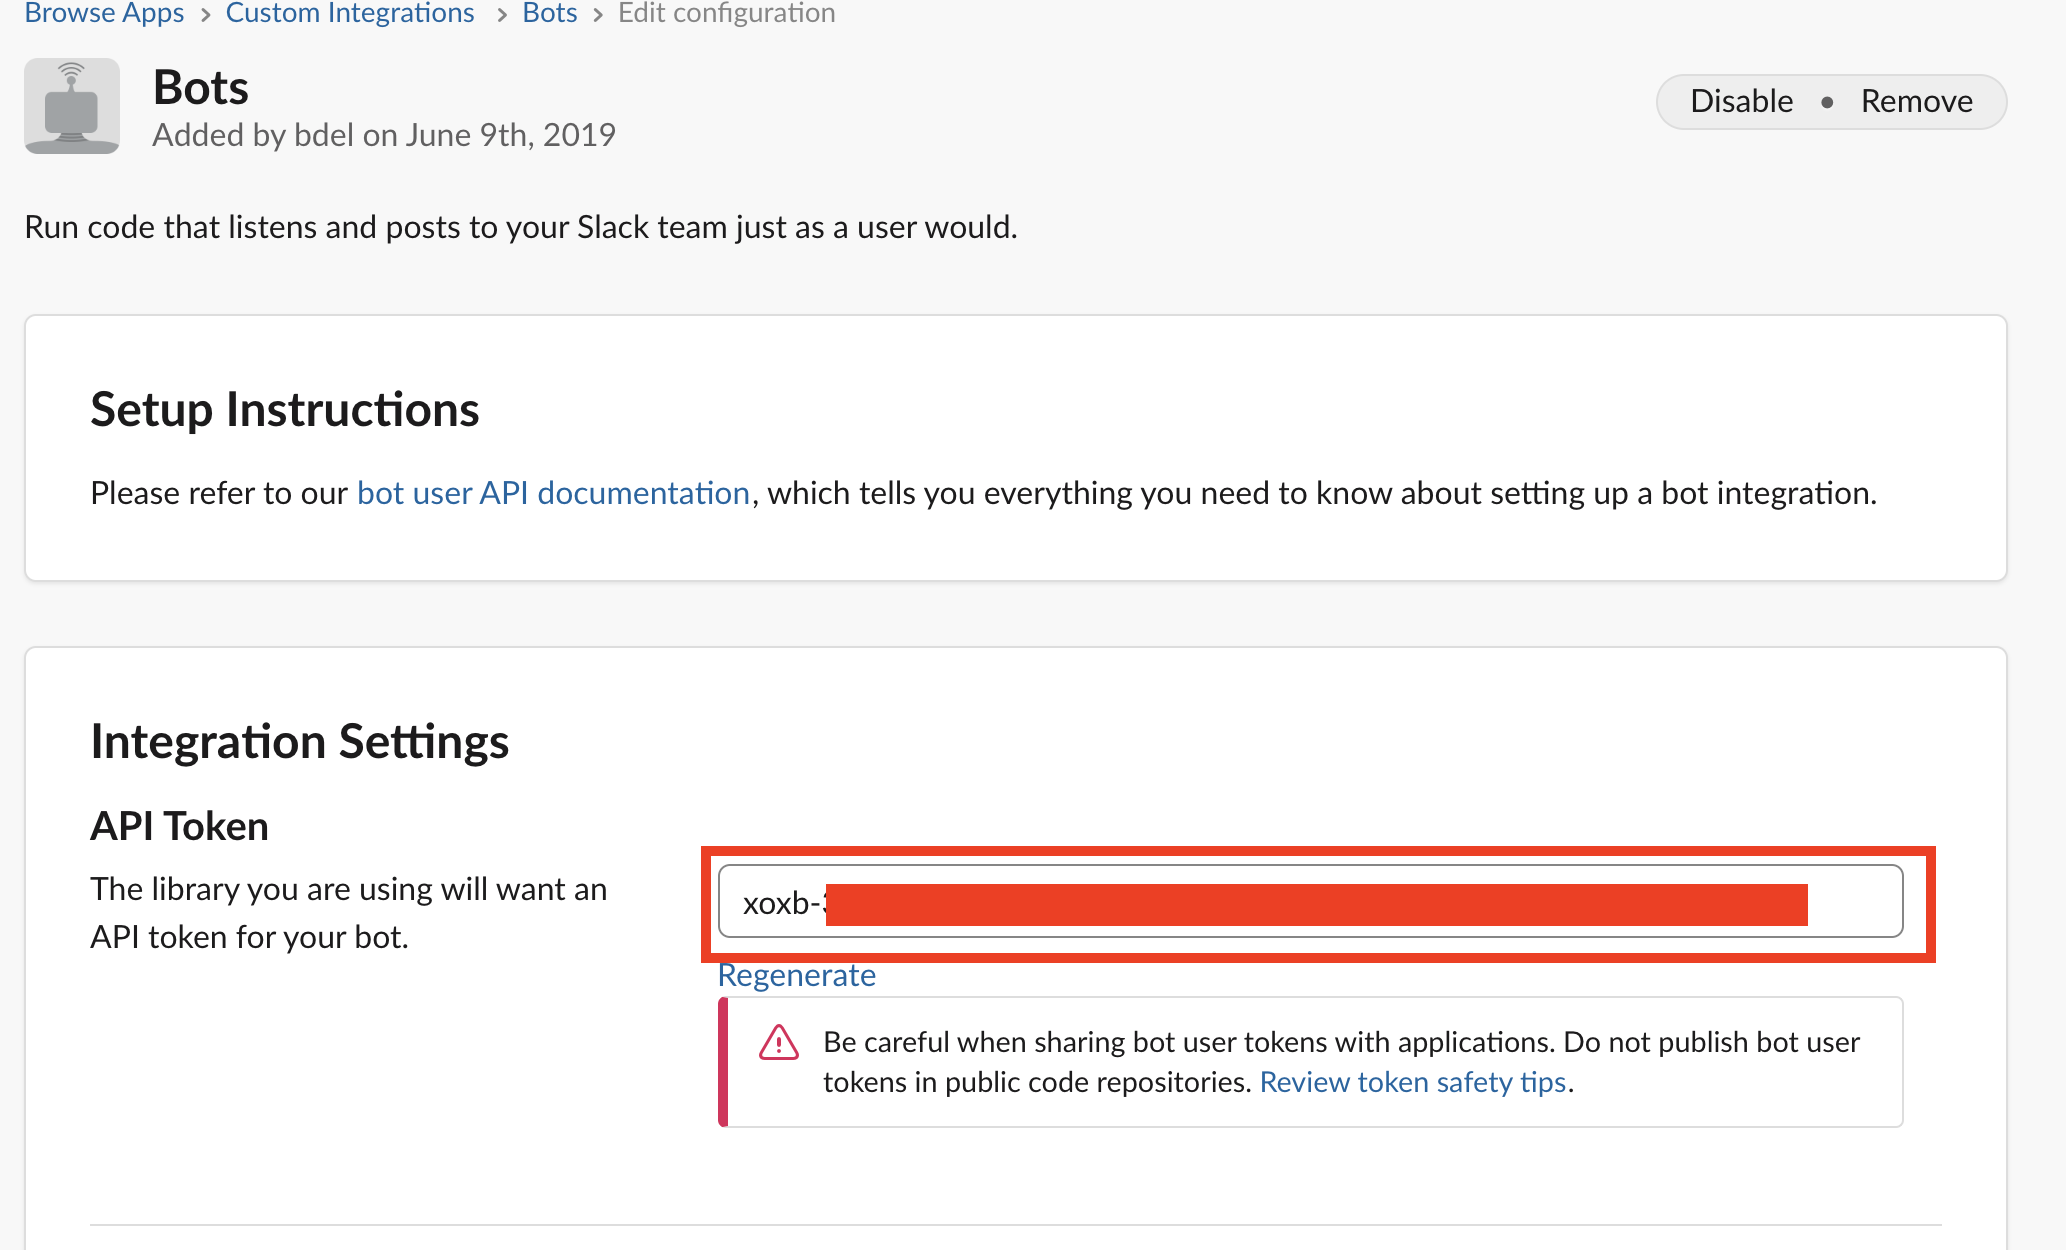 Browse Apps > Custom Integrations > Bots > Edit configuration
Bots
Added by bdel on June 9th, 2019
Disable • Remove
Run code that listens and posts to your Slack team just as a user would.
Setup Instructions
Please refer to our bot user API documentation, which tells you everything you need to know about setting up a bot integration.
Integration Settings
API Token
The library you are using will want an
API token for your bot.
xoxb-
Regenerate
Be careful when sharing bot user tokens with applications. Do not publish bot user
tokens in public code repositories. Review token safety tips.